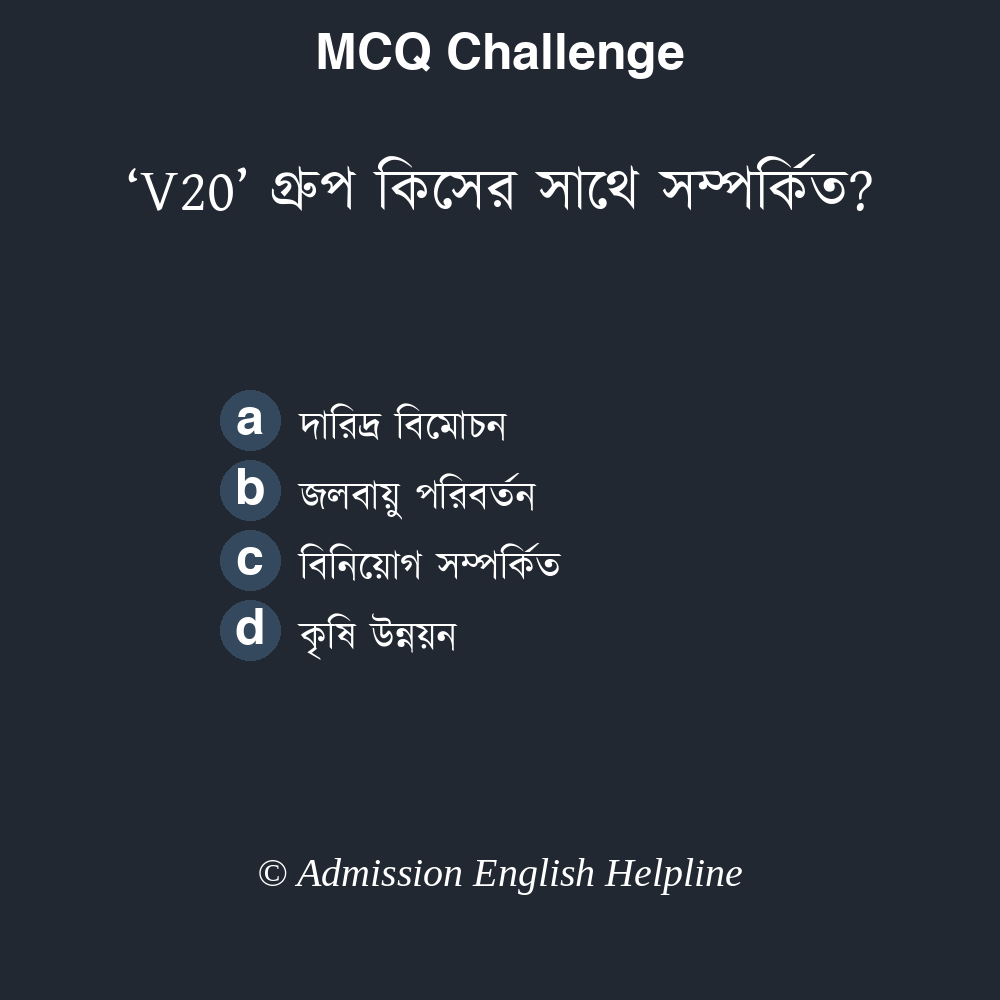 MCQ Challenge
‘V20’ গ্রুপ কিসের সাথে সম্পর্কিত?
a দারিদ্র বিমোচন
b জলবায়ু পরিবর্তন
c বিনিয়োগ সম্পর্কিত
d কৃষি উন্নয়ন
© Admission English Helpline